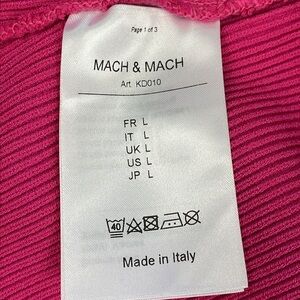 Page 1 of 3
MACH & MACH
Art. KD010
FR L
IT L
UK L
US L
JP L
40
Made in Italy